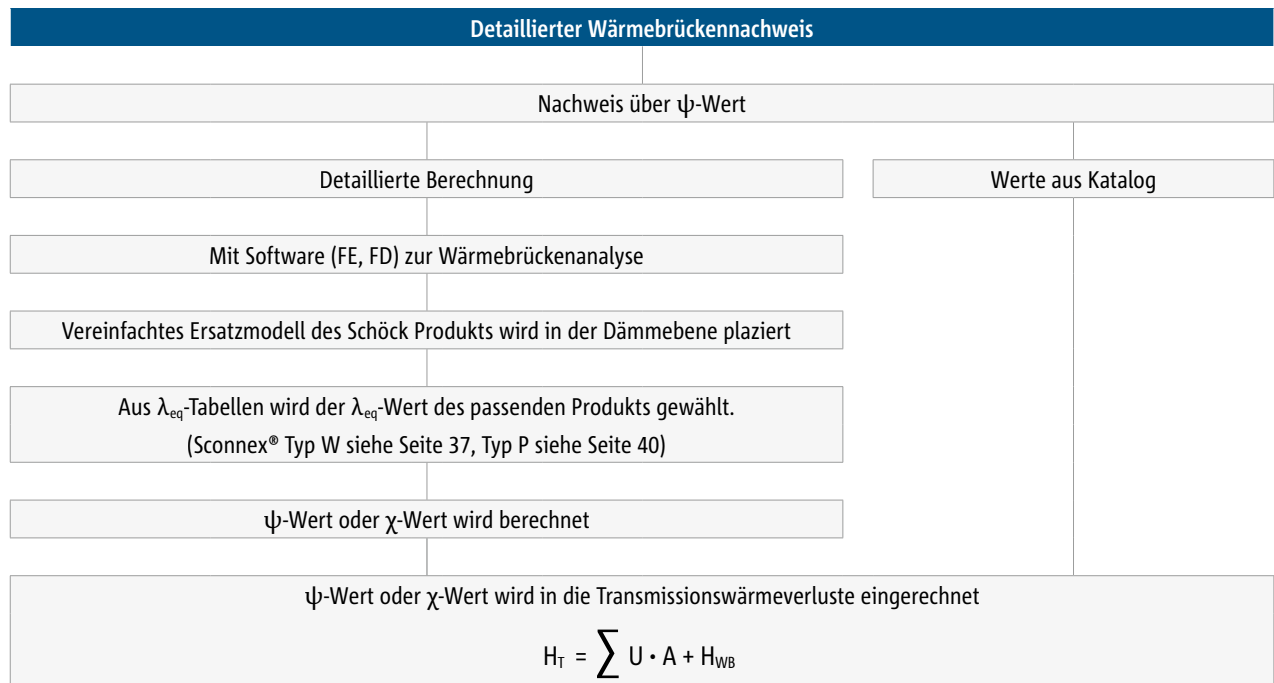 Detaillierter Wärmebrückennachweis
Nachweis über ψ-Wert
Detaillierte Berechnung
Werte aus Katalog
Mit Software (FE, FD) zur Wärmebrückenanalyse
Vereinfachtes Ersatzmodell des Schöck Produkts wird in der Dämmebene plaziert
Aus λeq-Tabellen wird der λeq-Wert des passenden Produkts gewählt.
(Sconnex® Typ W siehe Seite 37, Typ P siehe Seite 40)
ψ-Wert oder χ-Wert wird berechnet
ψ-Wert oder χ-Wert wird in die Transmissionswärmeverluste eingerechnet
HT = ∑ U · A + HWB